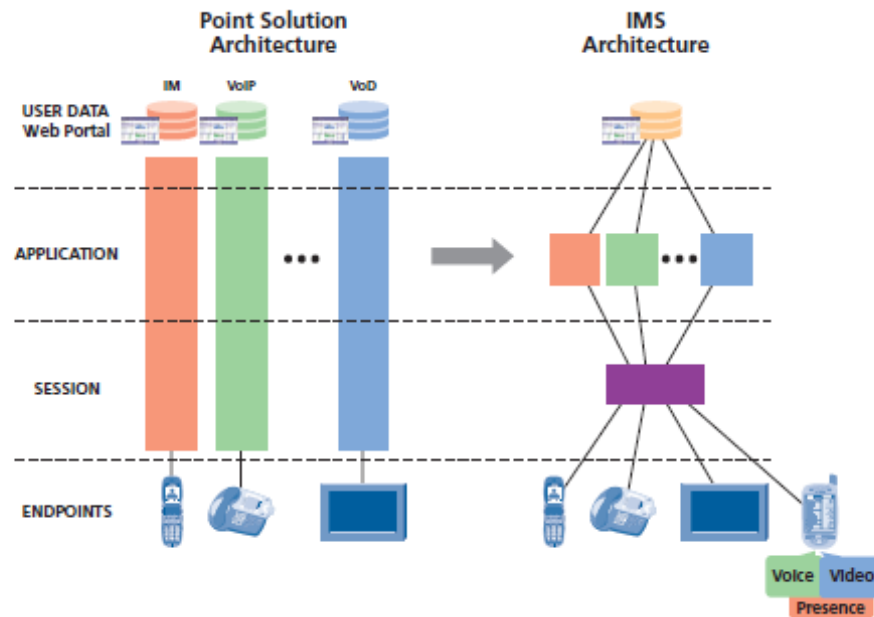 Point Solution
Architecture
IMS
Architecture
IM
VoIP
VoD
USER DATA
Web Portal
APPLICATION
SESSION
ENDPOINTS
Voice
Video
Presence